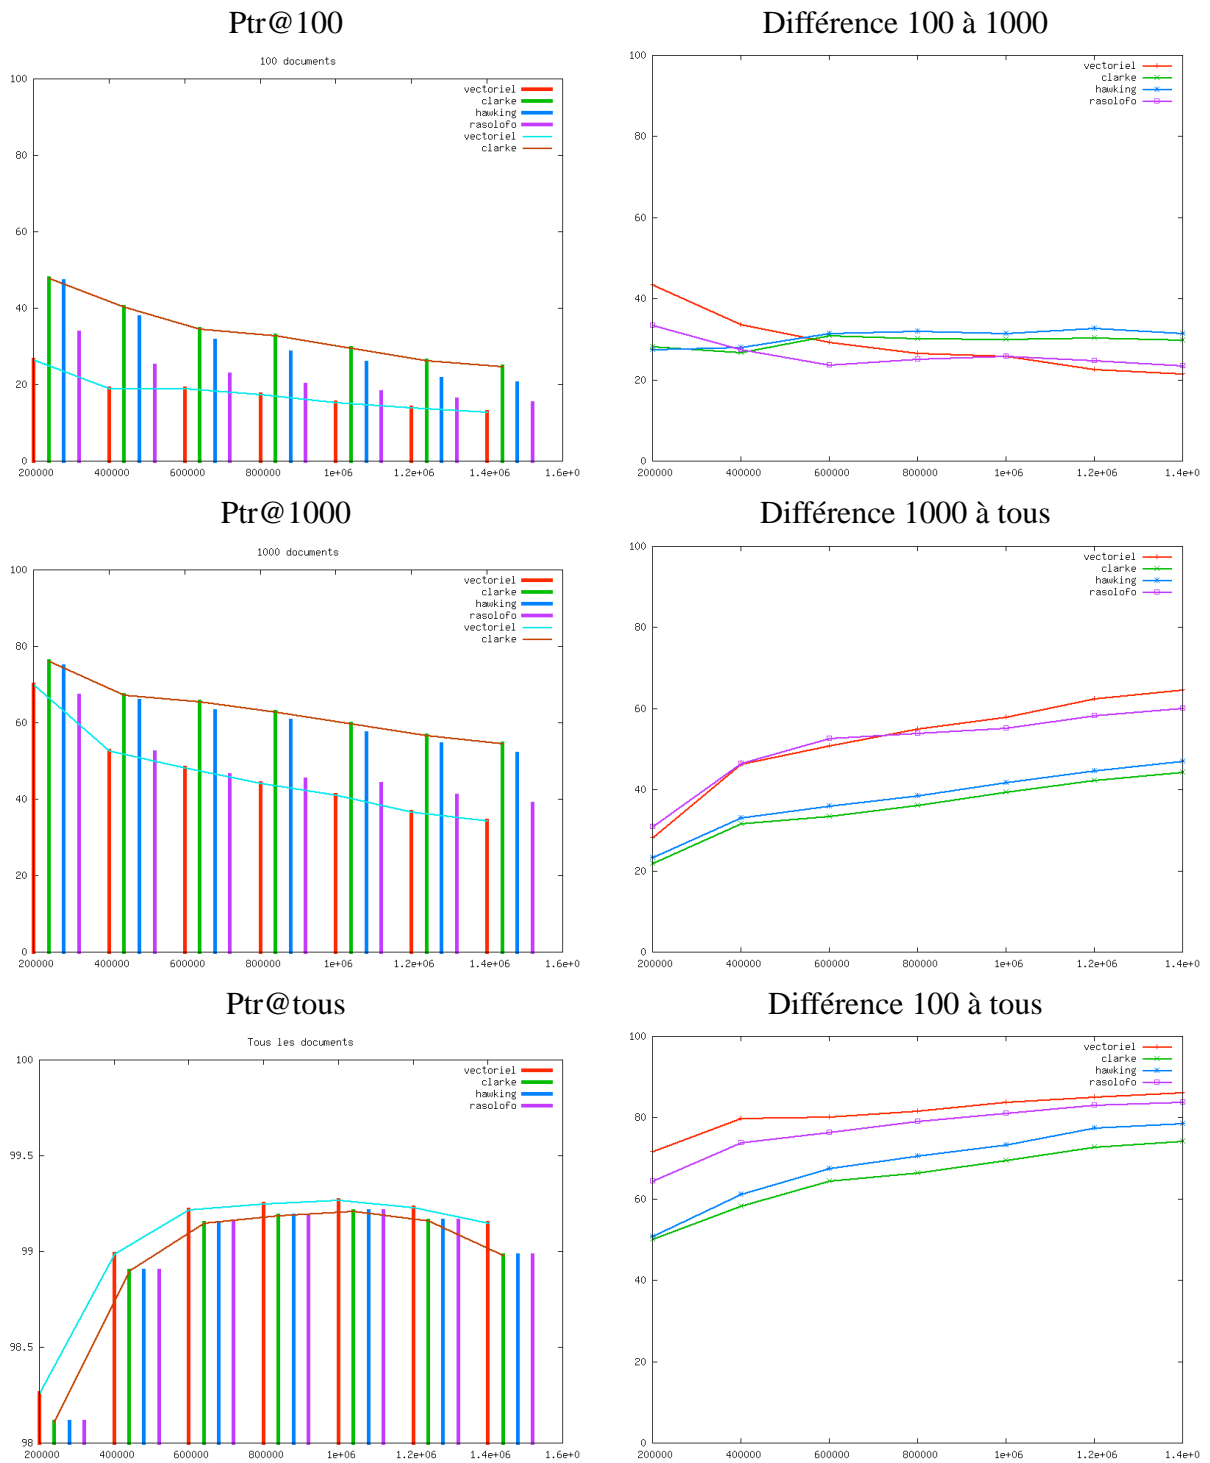 Ptr@100
100 documents
100
80
60
40
20
0
vectoriel
clarke
hawking
rasolofo
vectoriel
clarke
200000 400000 600000 800000 1e+06 1.2e+06 1.4e+06 1.6e+0
Différence 100 à 1000
100
80
60
40
20
0
vectoriel
clarke
hawking
rasolofo
200000 400000 600000 800000 1e+06 1.2e+06 1.4e+0
Ptr@1000
1000 documents
100
80
60
40
20
0
vectoriel
clarke
hawking
rasolofo
vectoriel
clarke
200000 400000 600000 800000 1e+06 1.2e+06 1.4e+06 1.6e+0
Différence 1000 à tous
100
80
60
40
20
0
vectoriel
clarke
hawking
rasolofo
200000 400000 600000 800000 1e+06 1.2e+06 1.4e+0
Ptr@tous
Tous les documents
100
99.5
99
98.5
98
vectoriel
clarke
hawking
rasolofo
200000 400000 600000 800000 1e+06 1.2e+06 1.4e+06 1.6e+0
Différence 100 à tous
100
80
60
40
20
0
vectoriel
clarke
hawking
rasolofo
200000 400000 600000 800000 1e+06 1.2e+06 1.4e+0